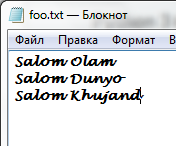 foo.txt — Блокнот
Файл Правка Формат
Salom Olam
Salom Dunyo
Salom Khujand